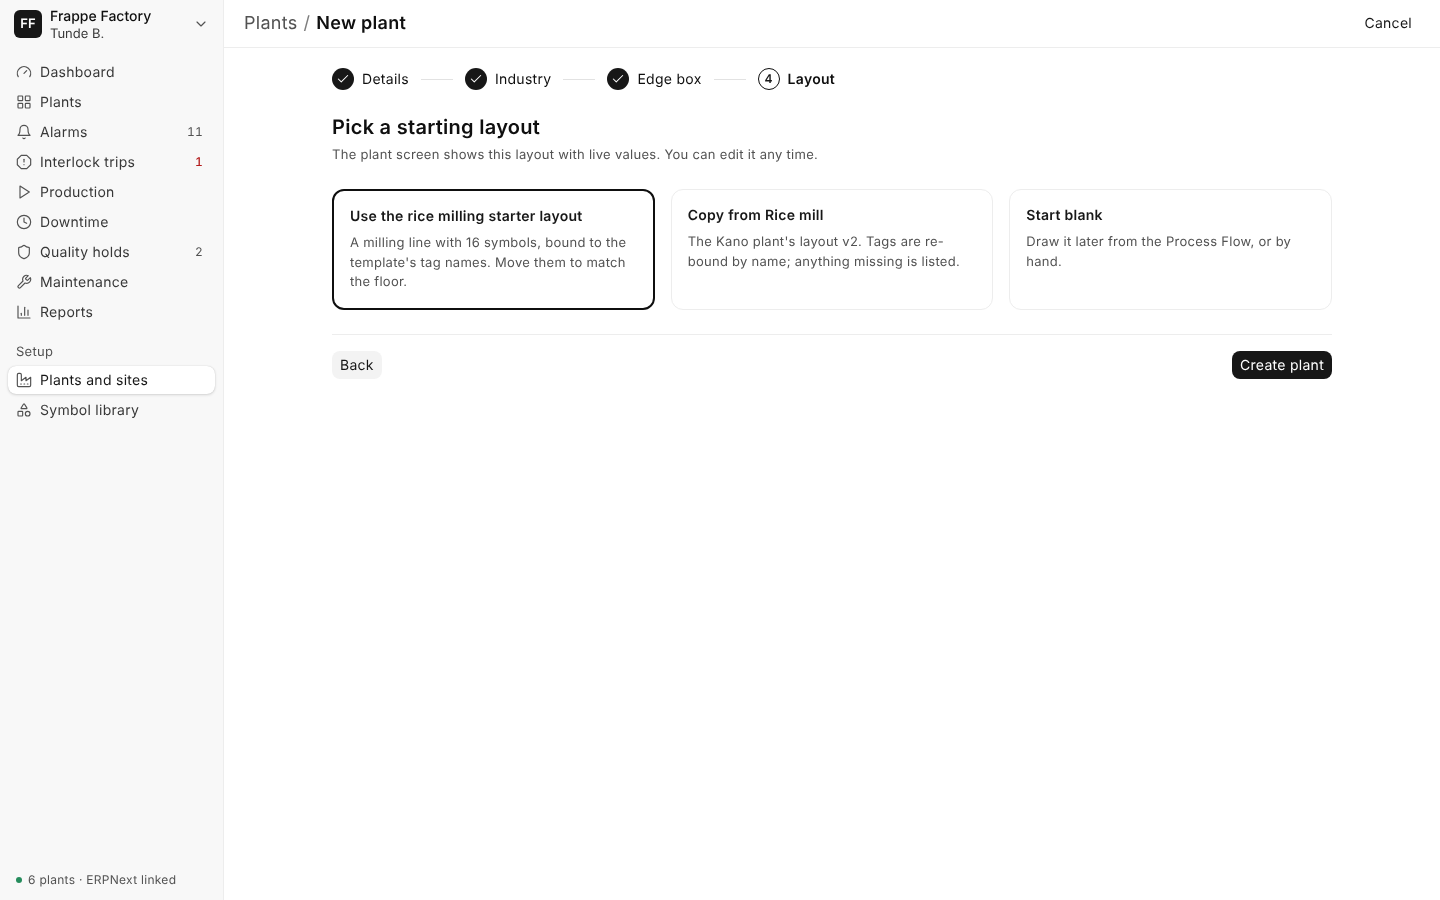 FF
Frappe Factory
Tunde B.
Dashboard
Plants
Alarms 11
Interlock trips 1
Production
Downtime
Quality holds 2
Maintenance
Reports
Setup
Plants and sites
Symbol library
6 plants · ERPNext linked
Plants / New plant
Cancel
Details
Industry
Edge box
4 Layout
Pick a starting layout
The plant screen shows this layout with live values. You can edit it any time.
Use the rice milling starter layout
A milling line with 16 symbols, bound to the
template's tag names. Move them to match
the floor.
Copy from Rice mill
The Kano plant's layout v2. Tags are re-
bound by name; anything missing is listed.
Start blank
Draw it later from the Process Flow, or by
hand.
Back
Create plant